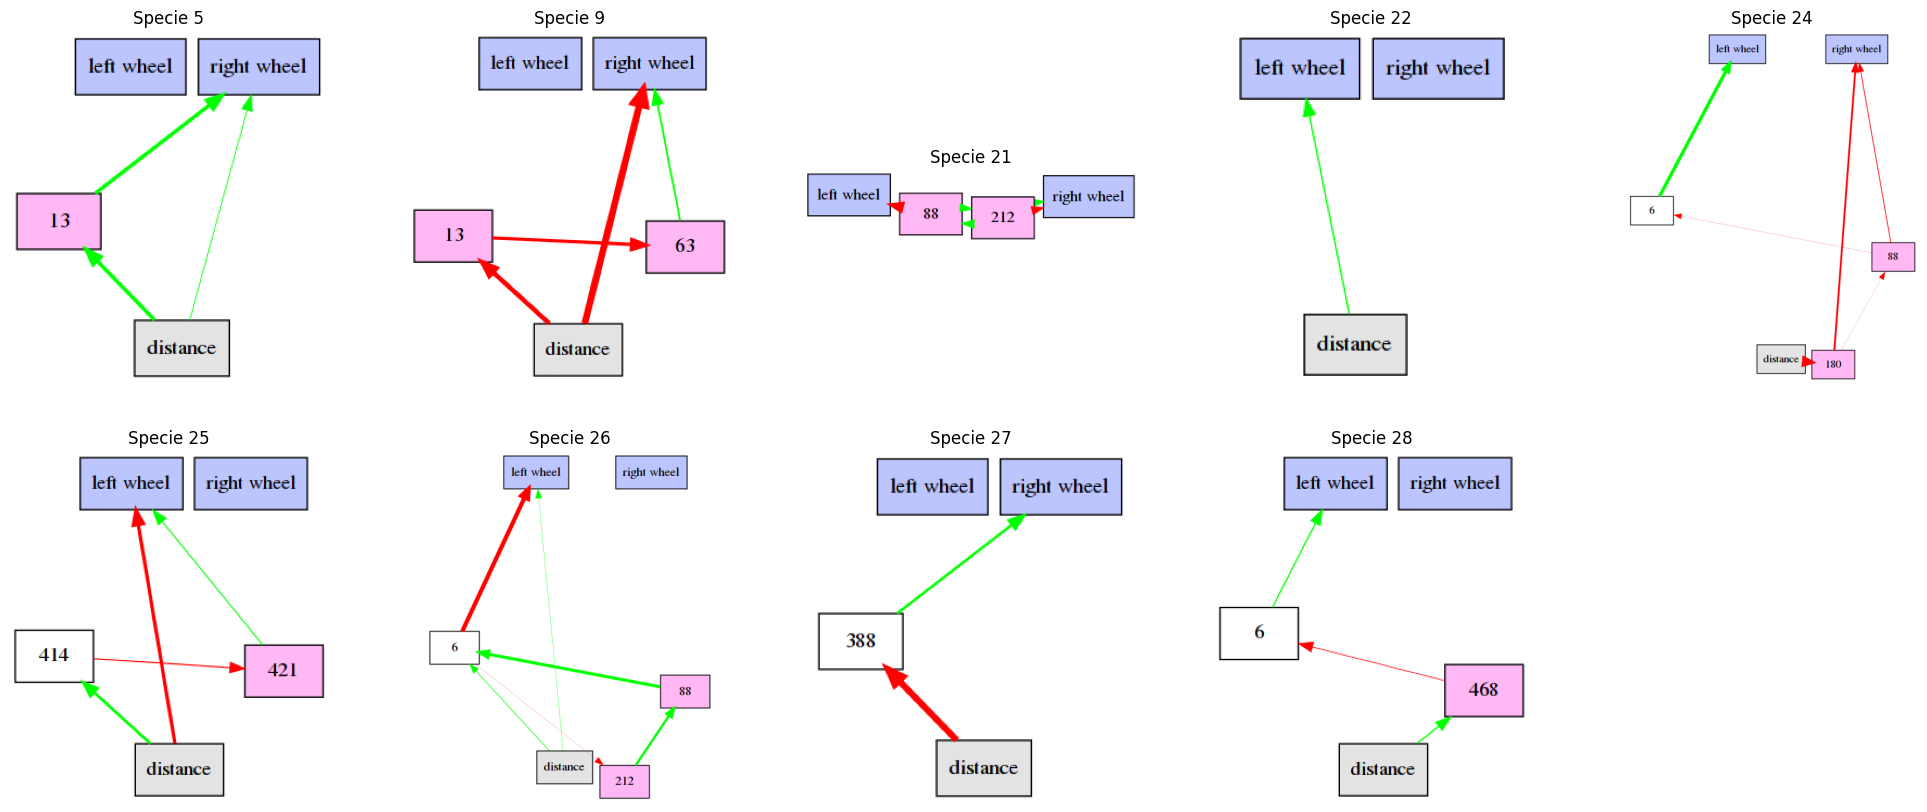 Specie 5
left wheel
right wheel
13
distance
Specie 9
left wheel
right wheel
13
63
distance
Specie 21
left wheel
88
212
right wheel
Specie 22
left wheel
right wheel
distance
Specie 24
left wheel
right wheel
6
88
distance
180
Specie 25
left wheel
right wheel
414
421
distance
Specie 26
left wheel
right wheel
6
88
distance
212
Specie 27
left wheel
right wheel
388
distance
Specie 28
left wheel
right wheel
6
468
distance